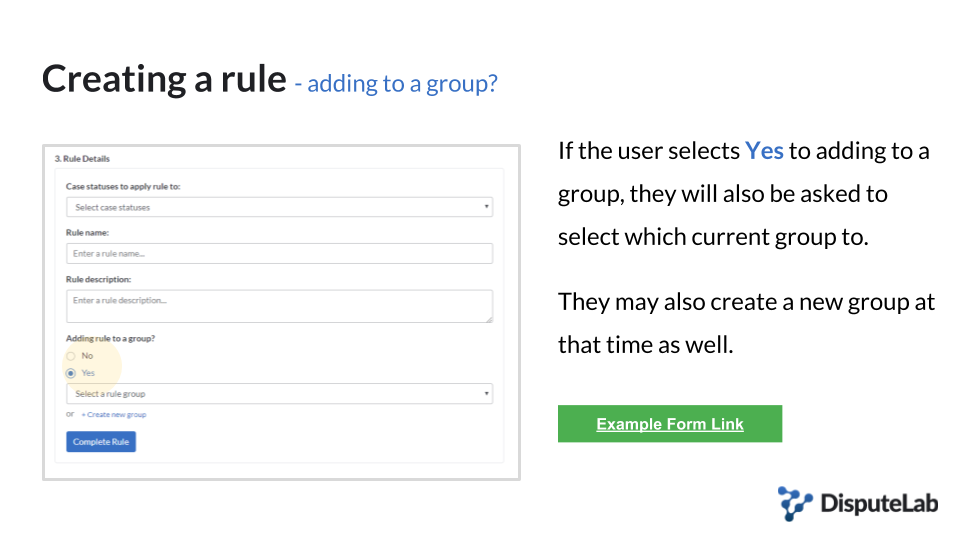 Creating a rule - adding to a group?
3. Rule Details
Case statuses to apply rule to:
Select case statuses
Rule name:
Enter a rule name...
Rule description:
Enter a rule description...
Adding rule to a group?
No
Yes
Select a rule group
or + Create new group
Complete Rule
If the user selects Yes to adding to a
group, they will also be asked to
select which current group to.
They may also create a new group at
that time as well.
Example Form Link
DisputeLab